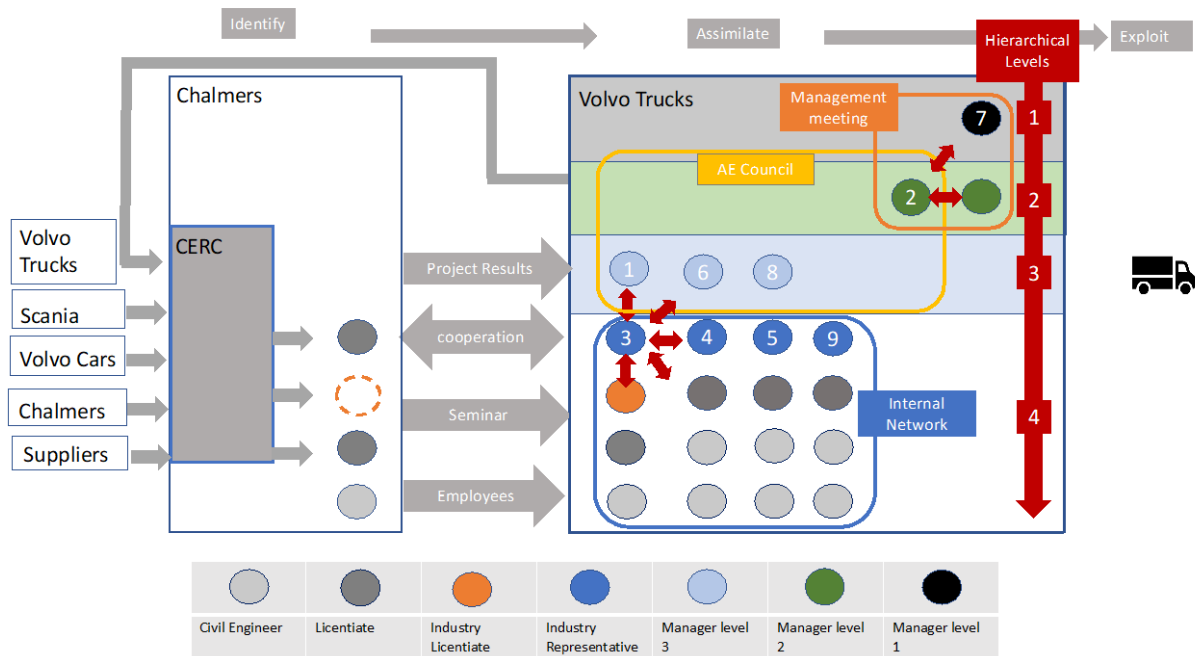 Identify
Assimilate
Exploit
Hierarchical
Levels
Chalmers
Volvo Trucks
Management
meeting
7
1
AE Council
2
2
CERC
Volvo
Trucks
Scania
Volvo Cars
Chalmers
Suppliers
Project Results
cooperation
Seminar
Employees
1
6
8
3
3
4
5
9
Internal
Network
4
Civil Engineer
Licentiate
Industry
Licentiate
Industry
Representative
Manager level
3
Manager level
2
Manager level
1